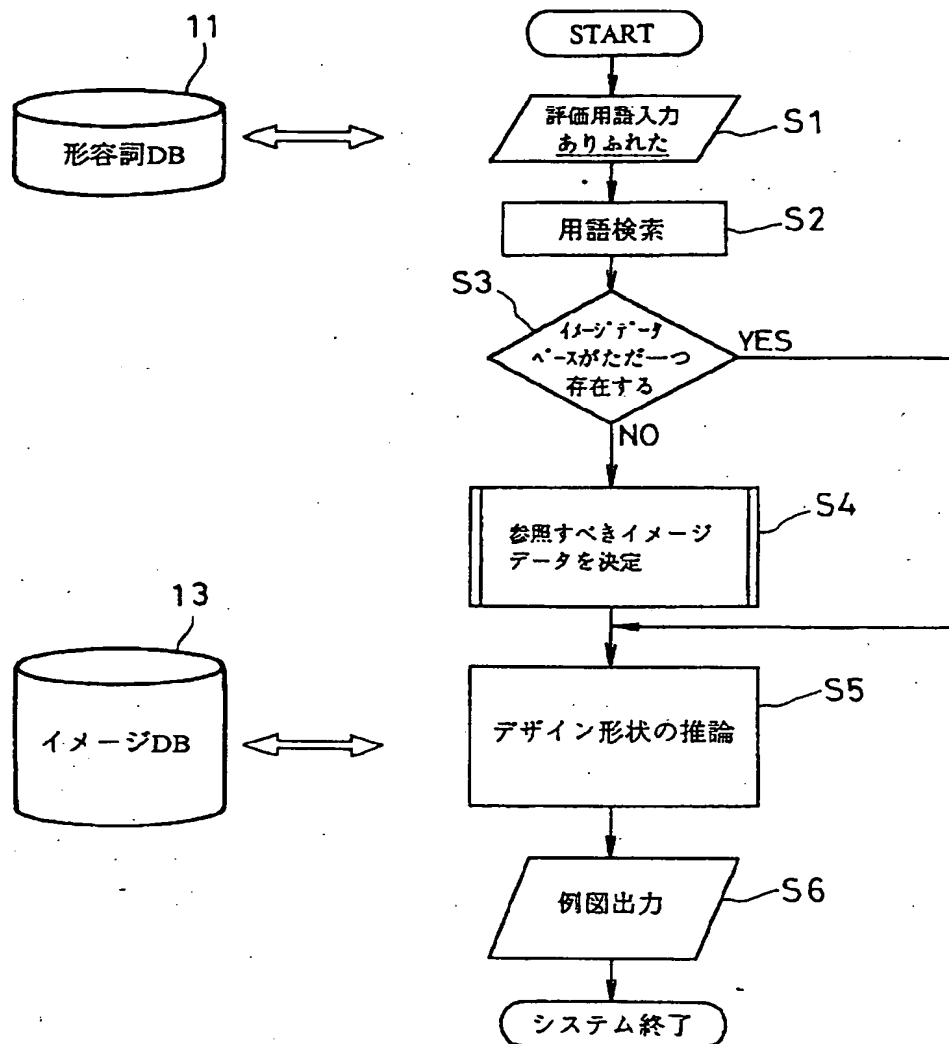 START
11
形容詞DB
評価用語入力
ありふれた
S1
用語検索
S2
S3
イメージデータ
ベースがただ一つ
存在する
YES
NO
参照すべきイメージ
データを決定
S4
13
イメージDB
デザイン形状の推論
S5
例図出力
S6
システム終了